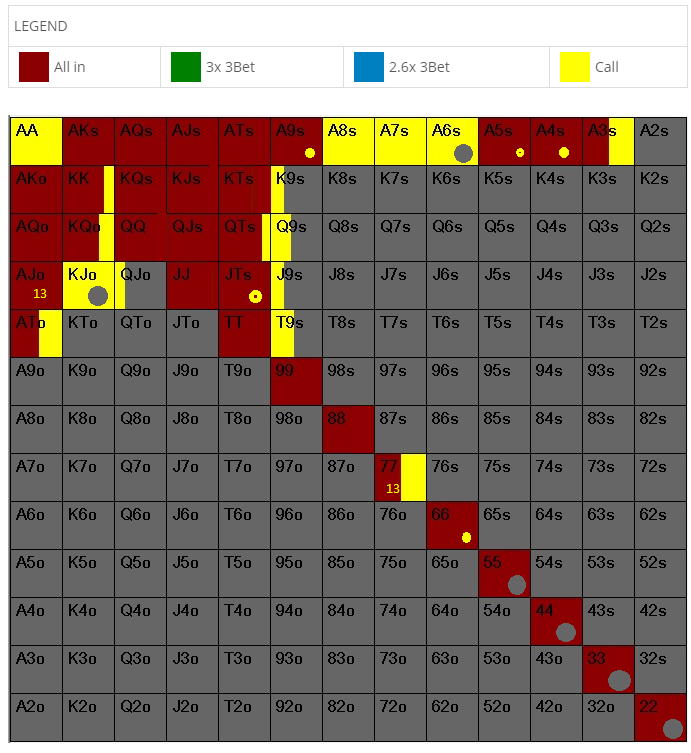 LEGEND
All in 3x 3Bet 2.6x 3Bet Call
AA AKs AQs AJs ATs A9s A8s A7s A6s A5s A4s A3s A2s
AKo KK KQs KJs KTs K9s K8s K7s K6s K5s K4s K3s K2s
AQo KQo QQ QJs QTs Q9s Q8s Q7s Q6s Q5s Q4s Q3s Q2s
AJo KJo QJo JJ JTs J9s J8s J7s J6s J5s J4s J3s J2s
13
ATo KTo QTo JTo TT T9s T8s T7s T6s T5s T4s T3s T2s
A9o K9o Q9o J9o T9o 99 98s 97s 96s 95s 94s 93s 92s
A8o K8o Q8o J8o T8o 98o 88 87s 86s 85s 84s 83s 82s
A7o K7o Q7o J7o T7o 97o 87o 77 76s 75s 74s 73s 72s
13
A6o K6o Q6o J6o T6o 96o 86o 76o 66 65s 64s 63s 62s
A5o K5o Q5o J5o T5o 95o 85o 75o 65o 55 54s 53s 52s
A4o K4o Q4o J4o T4o 94o 84o 74o 64o 54o 44 43s 42s
A3o K3o Q3o J3o T3o 93o 83o 73o 63o 53o 43o 33 32s
A2o K2o Q2o J2o T2o 92o 82o 72o 62o 52o 42o 32o 22